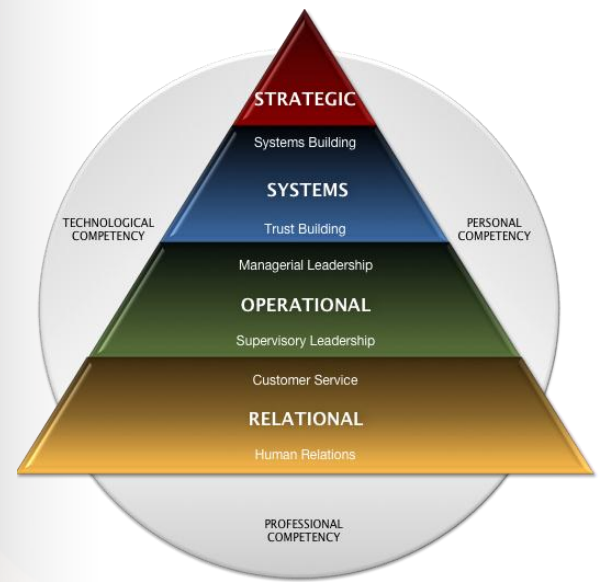 STRATEGIC
Systems Building
SYSTEMS
TECHNOLOGICAL
COMPETENCY
PERSONAL
COMPETENCY
Trust Building
Managerial Leadership
OPERATIONAL
Supervisory Leadership
Customer Service
RELATIONAL
Human Relations
PROFESSIONAL
COMPETENCY